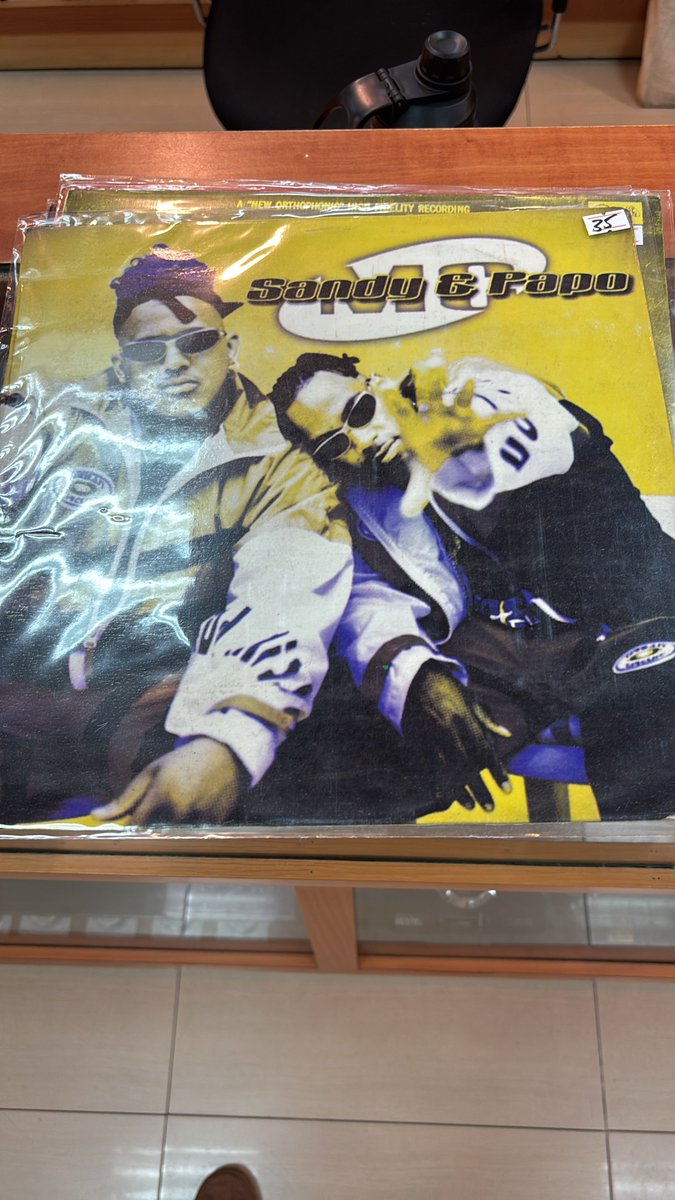 A "NEW ORTHOPHONIC" HIGH FIDELITY RECORDING
35
MC
Sandy & Papo